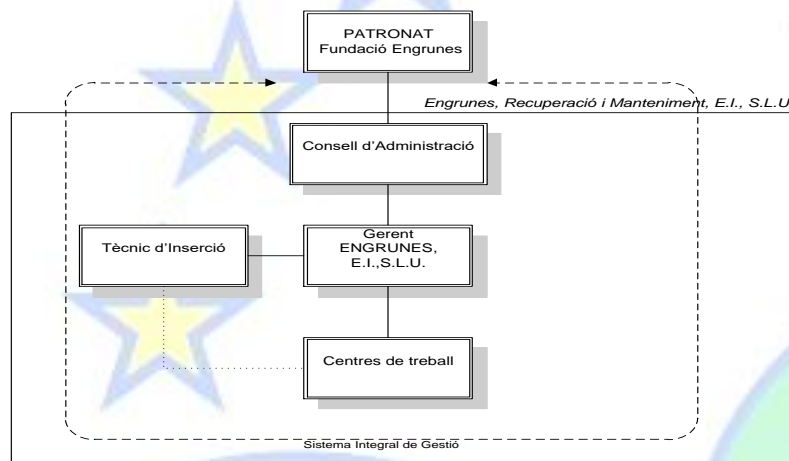 PATRONAT
Fundació Engrunes
Engrunes, Recuperació i Manteniment, E.I., S.L.U
Consell d'Administració
Tècnic d'Inserció
Gerent
ENGRUNES,
E.I.,S.L.U.
Centres de treball
Sistema Integral de Gestió